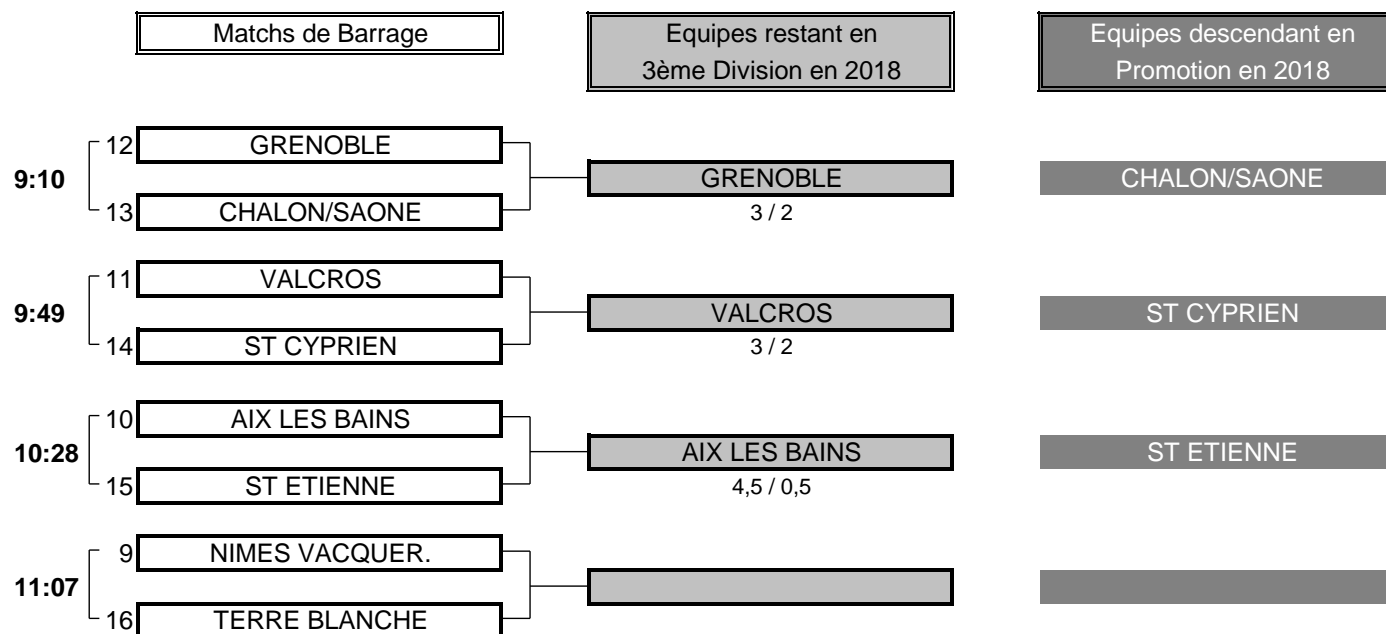 Matchs de Barrage
Equipes restant en
3ème Division en 2018
Equipes descendant en
Promotion en 2018
9:10
12 GRENOBLE
13 CHALON/SAONE
GRENOBLE
3 / 2
CHALON/SAONE
9:49
11 VALCROS
14 ST CYPRIEN
VALCROS
3 / 2
ST CYPRIEN
10:28
10 AIX LES BAINS
15 ST ETIENNE
AIX LES BAINS
4,5 / 0,5
ST ETIENNE
11:07
9 NIMES VACQUER.
16 TERRE BLANCHE